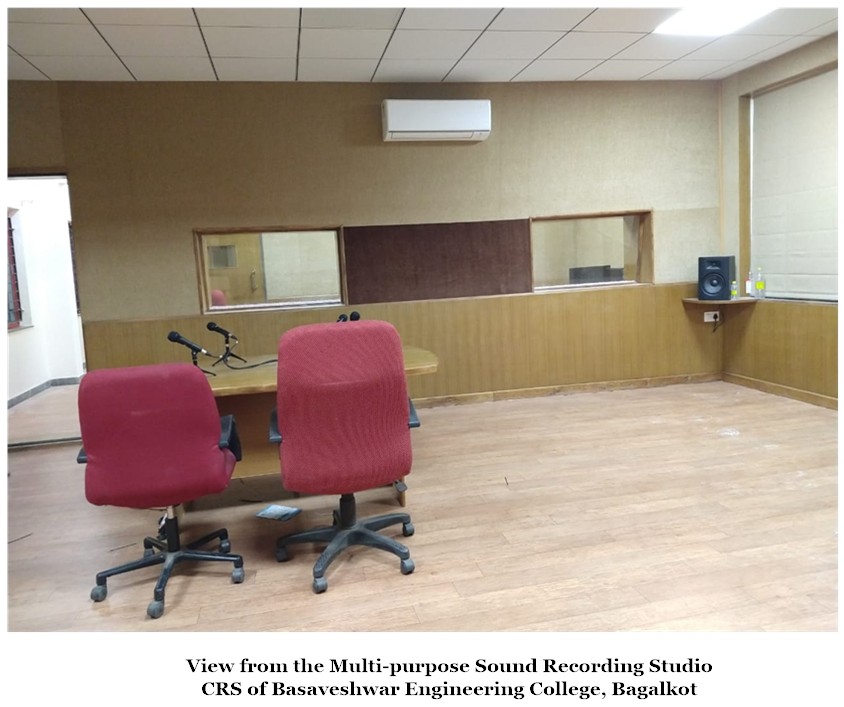 View from the Multi-purpose Sound Recording Studio
CRS of Basaveshwar Engineering College, Bagalkot